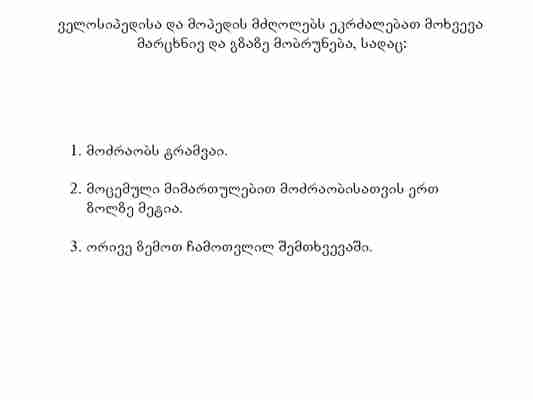 ველოსიპედისა და მოპედის მძღოლებს ეკრძალებათ მოხვევა
მარცხნივ და გზაზე მობრუნება, სადაც:
1. მოძრაობს ტრამვაი.
2. მოცემული მიმართულებით მოძრაობისათვის ერთ
ზოლზე მეტია.
3. ორივე ზემოთ ჩამოთვლილ შემთხვევაში.